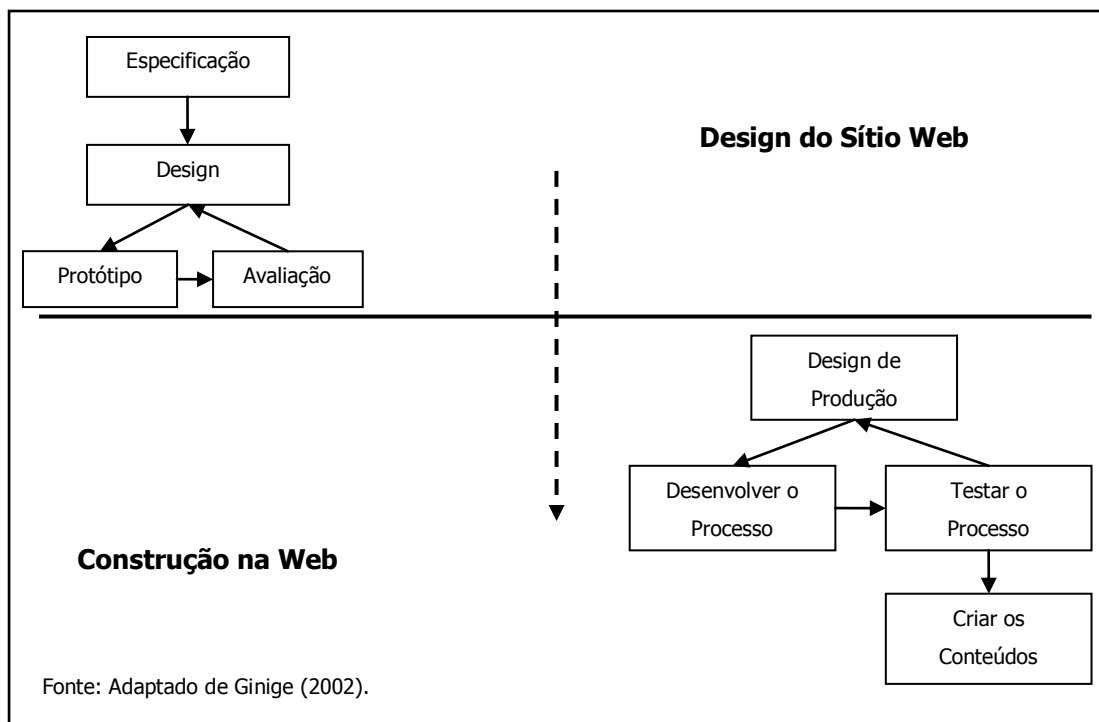 Especificação
Design do Sítio Web
Design
Protótipo
Avaliação
Design de
Produção
Desenvolver o
Processo
Testar o
Processo
Construção na Web
Criar os
Conteúdos
Fonte: Adaptado de Ginige (2002).